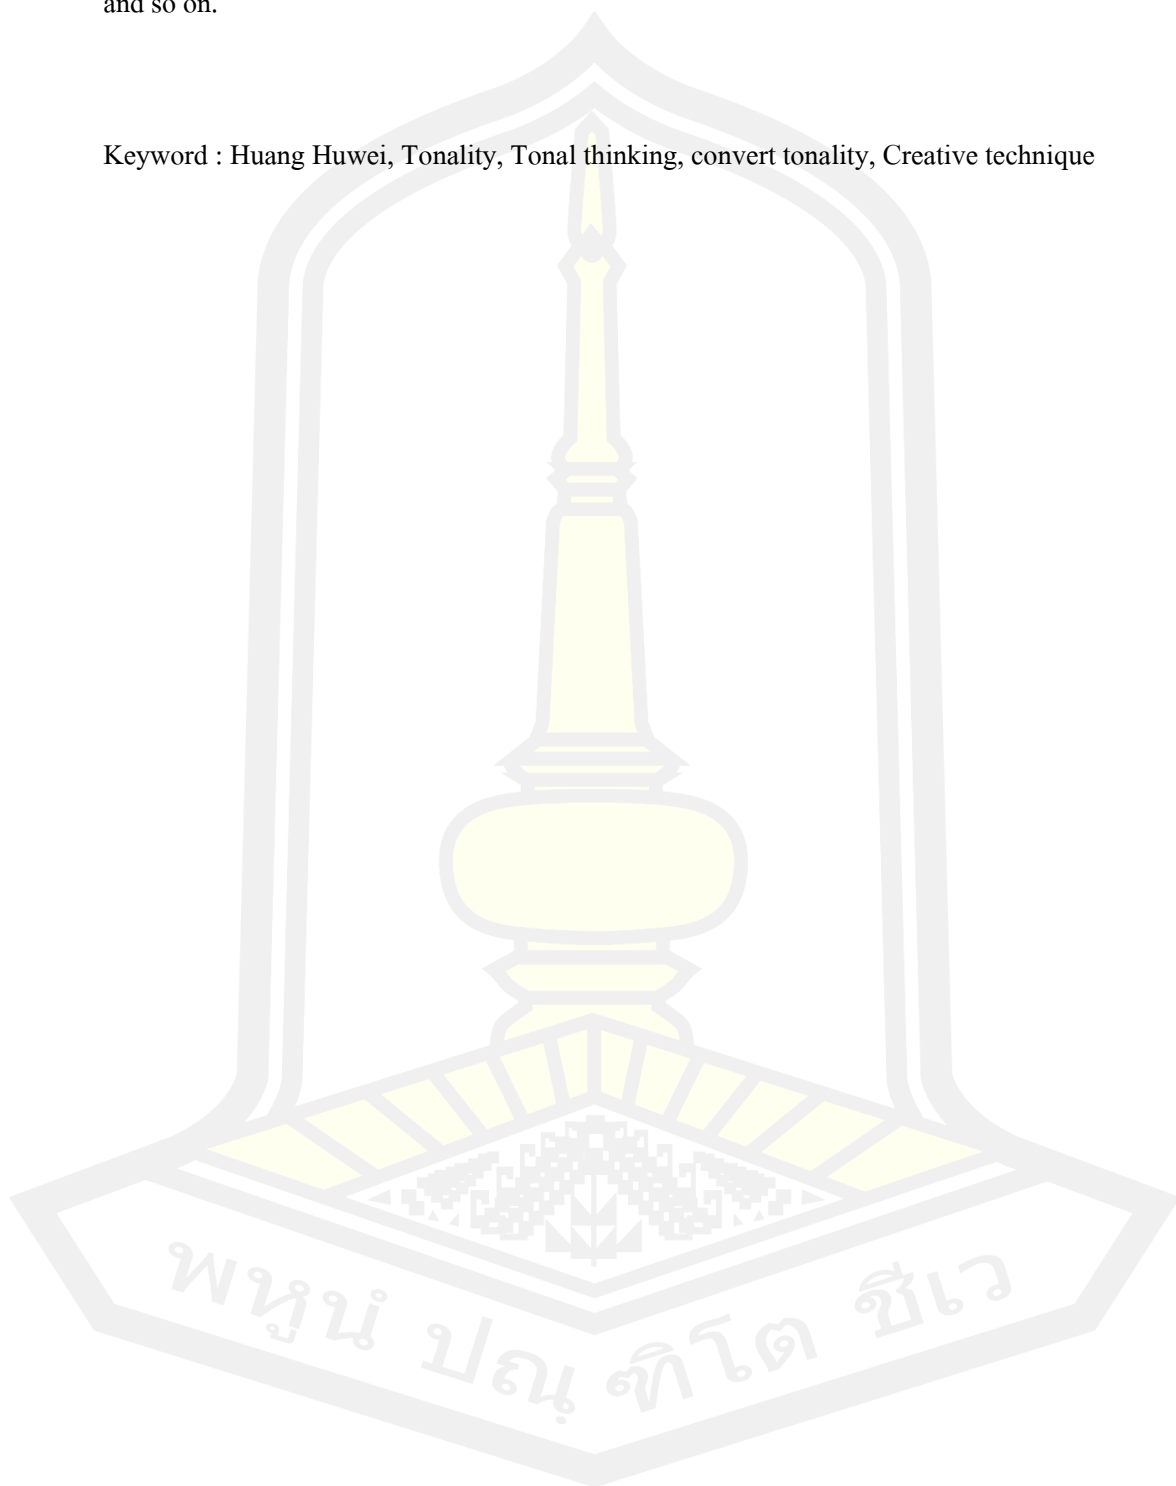 and so on.
Keyword : Huang Huwei, Tonality, Tonal thinking, convert tonality, Creative technique
พหูนํ ปณฺฑิโต ชีเว